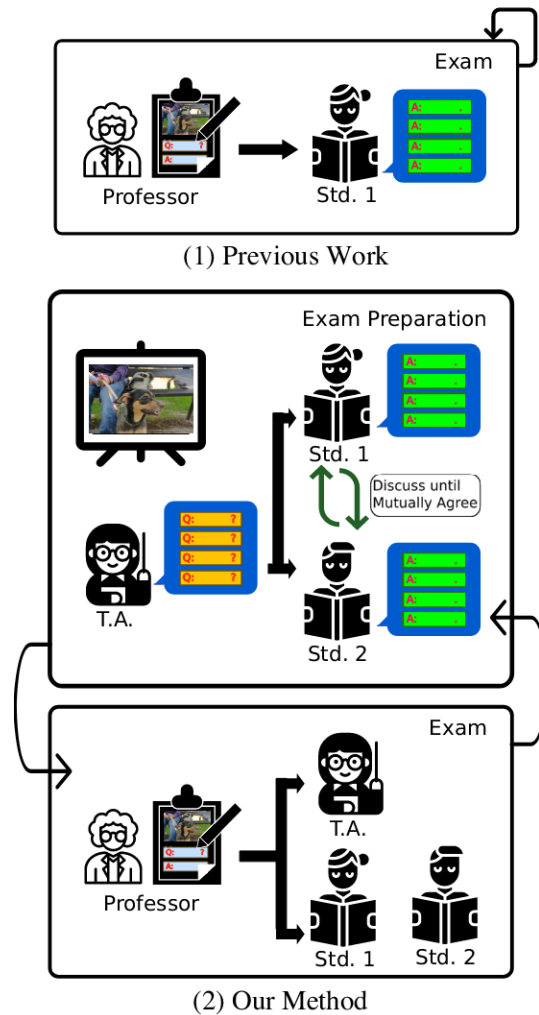 Exam
Q: ?
A:
A: .
A: .
A: .
A: .
Professor
Std. 1
(1) Previous Work
Exam Preparation
A: .
A: .
A: .
A: .
Std. 1
Discuss until
Mutually Agree
Q: ?
Q: ?
Q: ?
Q: ?
T.A.
A: .
A: .
A: .
A: .
Std. 2
Exam
Q: ?
A:
T.A.
Professor
Std. 1
Std. 2
(2) Our Method